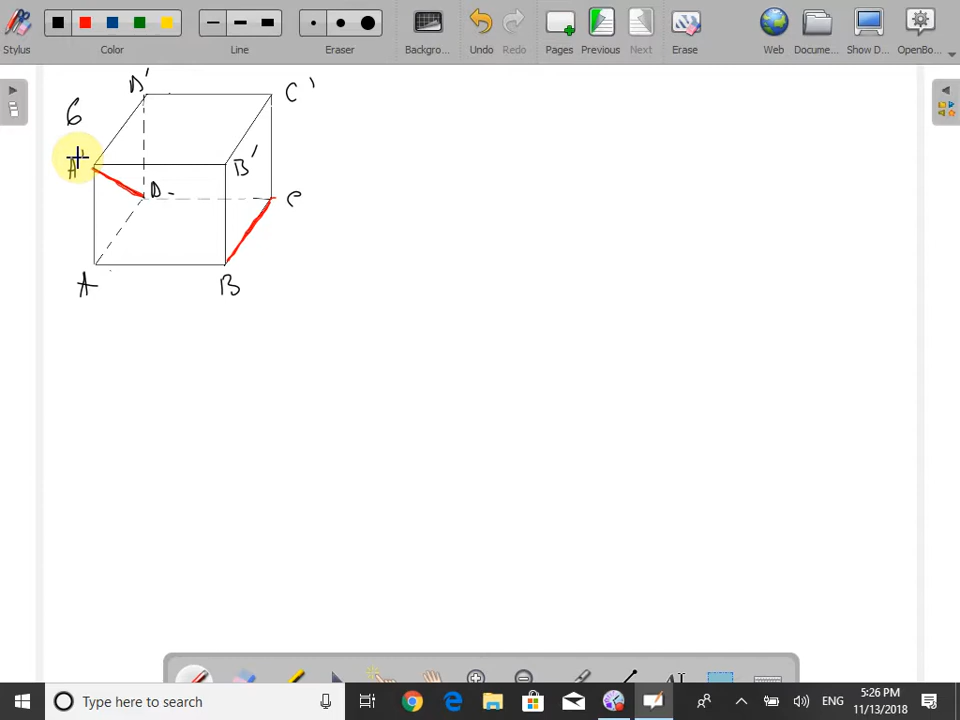 Stylus
Color
Line
Eraser
Backgro...
Undo
Redo
Pages
Previous
Next
Erase
Web
Docume...
Show D...
OpenBo...
D'
C'
6
A'
B'
D
C
A
B
Type here to search
ENG
5:26 PM
11/13/2018